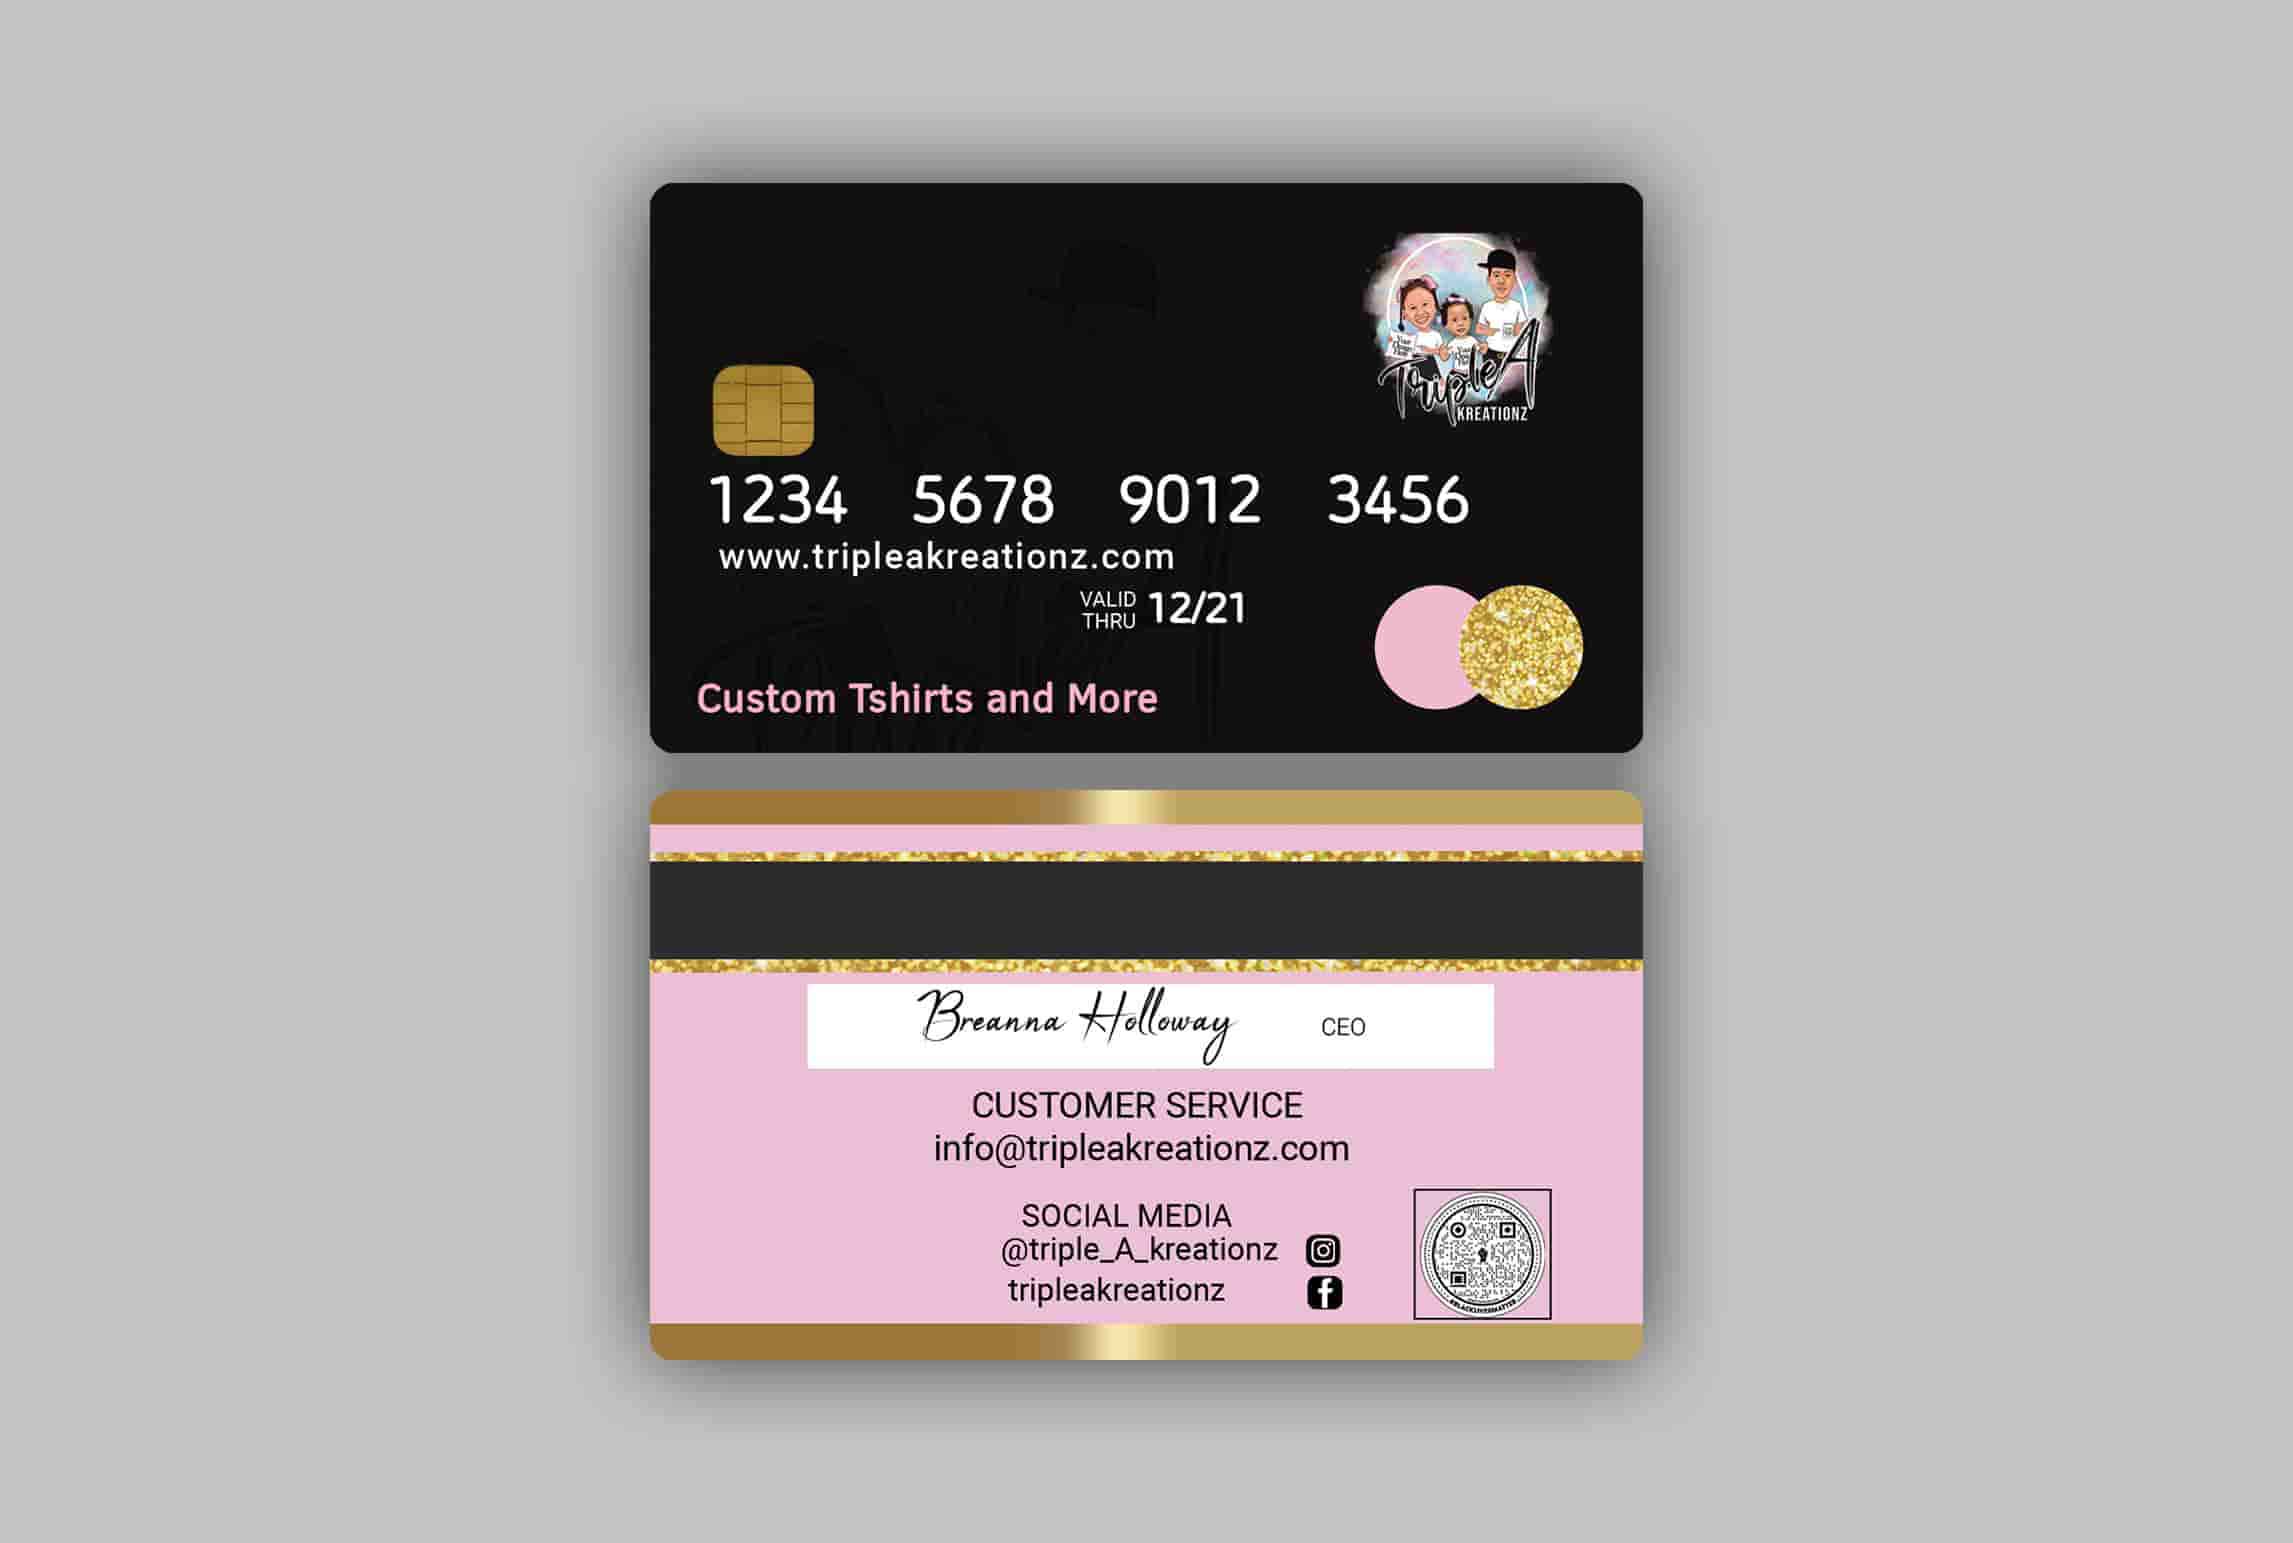 Triple A
KREATIONZ
1234 5678 9012 3456
www.tripleakreationz.com
VALID
THRU 12/21
Custom Tshirts and More
Breanna Holloway CEO
CUSTOMER SERVICE
info@tripleakreationz.com
SOCIAL MEDIA
@triple_A_kreationz
tripleakreationz
#BLACKLIVESMATTER